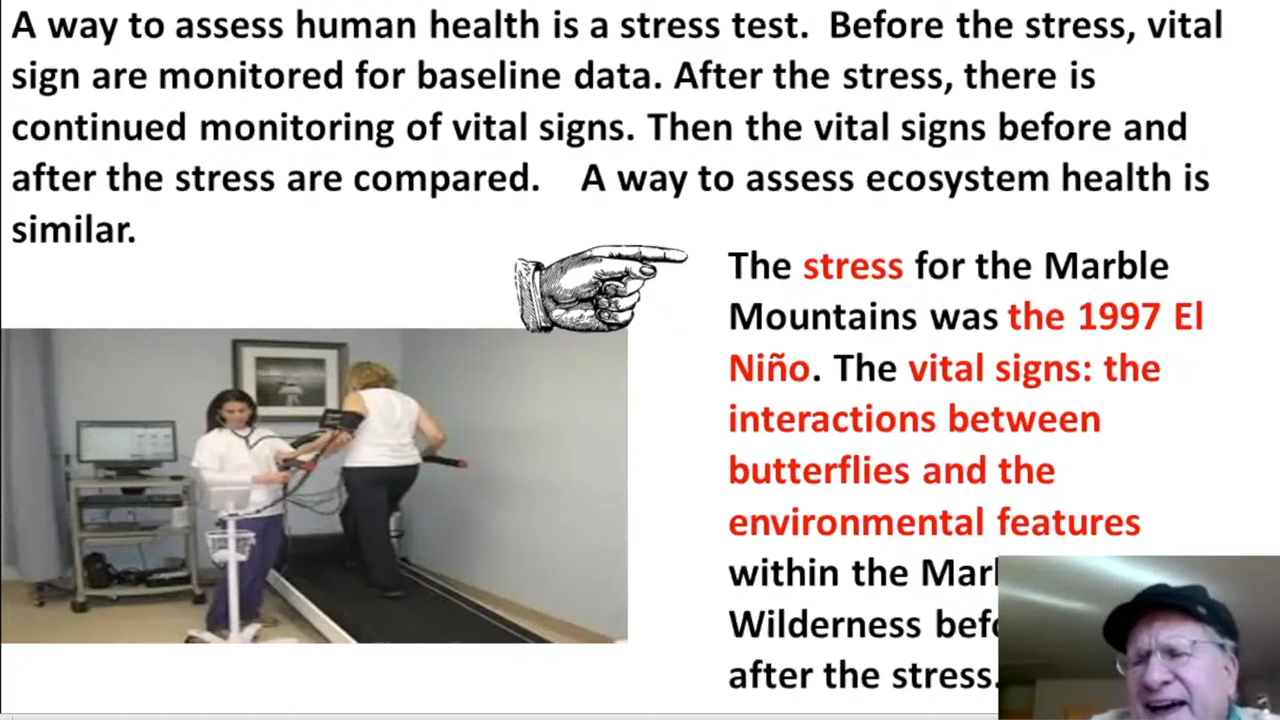 A way to assess human health is a stress test. Before the stress, vital
sign are monitored for baseline data. After the stress, there is
continued monitoring of vital signs. Then the vital signs before and
after the stress are compared. A way to assess ecosystem health is
similar.
The stress for the Marble
Mountains was the 1997 El
Niño. The vital signs: the
interactions between
butterflies and the
environmental features
within the
Wilderness
after the stress.